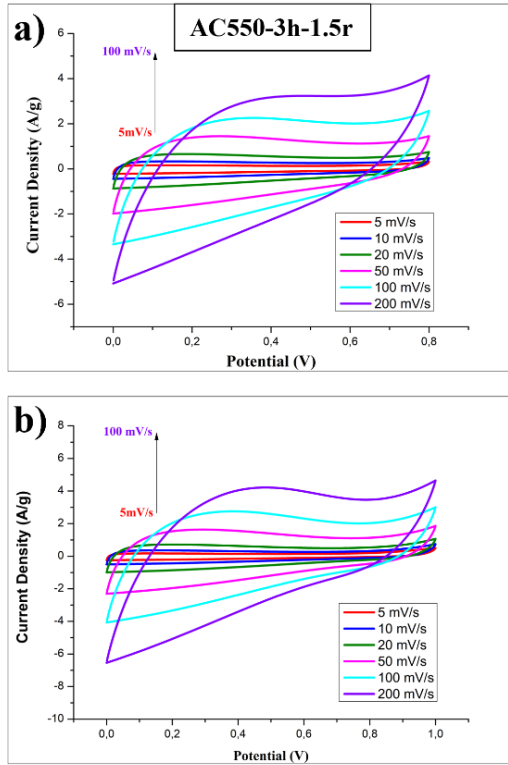 a)
AC550-3h-1.5r
100 mV/s
5mV/s
Current Density (A/g)
6
4
2
0
-2
-4
-6
5 mV/s
10 mV/s
20 mV/s
50 mV/s
100 mV/s
200 mV/s
0,0 0,2 0,4 0,6 0,8
Potential (V)
b)
100 mV/s
5mV/s
Current Density (A/g)
8
6
4
2
0
-2
-4
-6
-8
-10
5 mV/s
10 mV/s
20 mV/s
50 mV/s
100 mV/s
200 mV/s
0,0 0,2 0,4 0,6 0,8 1,0
Potential (V)